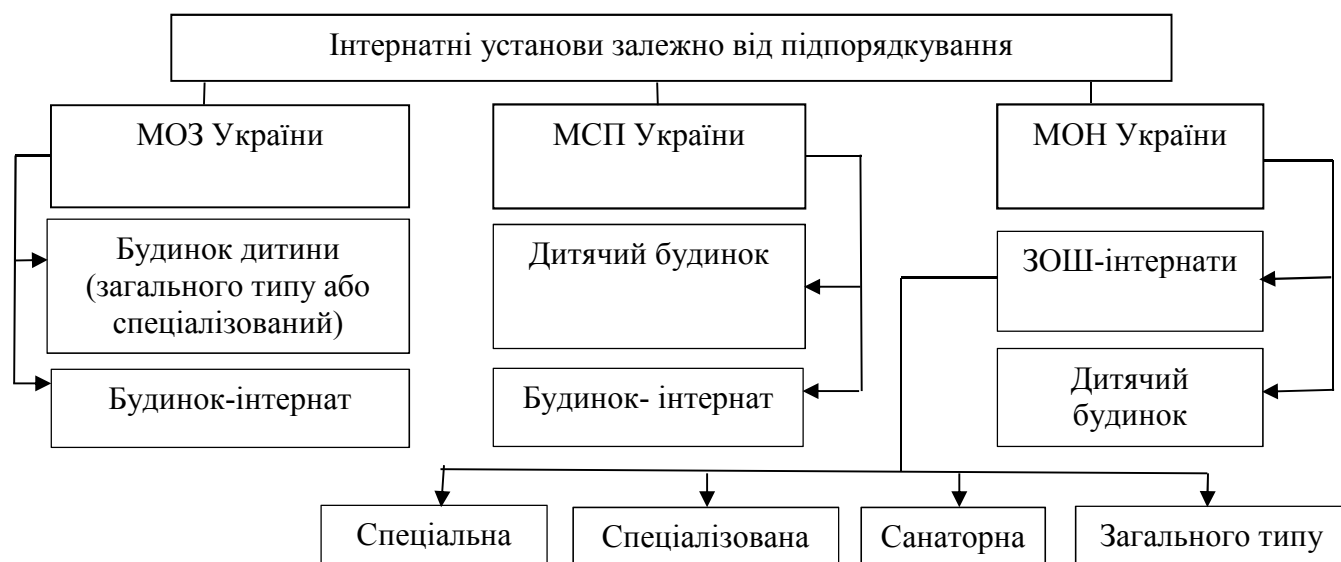 Інтернатні установи залежно від підпорядкування
МОЗ України
МСП України
МОН України
Будинок дитини
(загального типу або
спеціалізований)
Дитячий будинок
ЗОШ-інтернати
Будинок-інтернат
Будинок- інтернат
Дитячий
будинок
Спеціальна
Спеціалізована
Санаторна
Загального типу